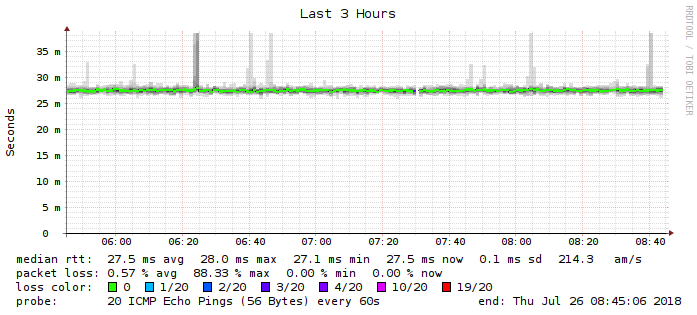 Last 3 Hours
RRDTOOL / TOBI OETIKER
Seconds
35 m
30 m
25 m
20 m
15 m
10 m
5 m
0
06:00 06:20 06:40 07:00 07:20 07:40 08:00 08:20 08:40
median rtt: 27.5 ms avg 28.0 ms max 27.1 ms min 27.5 ms now 0.1 ms sd 214.3 am/s
packet loss: 0.57 % avg 88.33 % max 0.00 % min 0.00 % now
loss color: 0 1/20 2/20 3/20 4/20 10/20 19/20
probe: 20 ICMP Echo Pings (56 Bytes) every 60s end: Thu Jul 26 08:45:06 2018